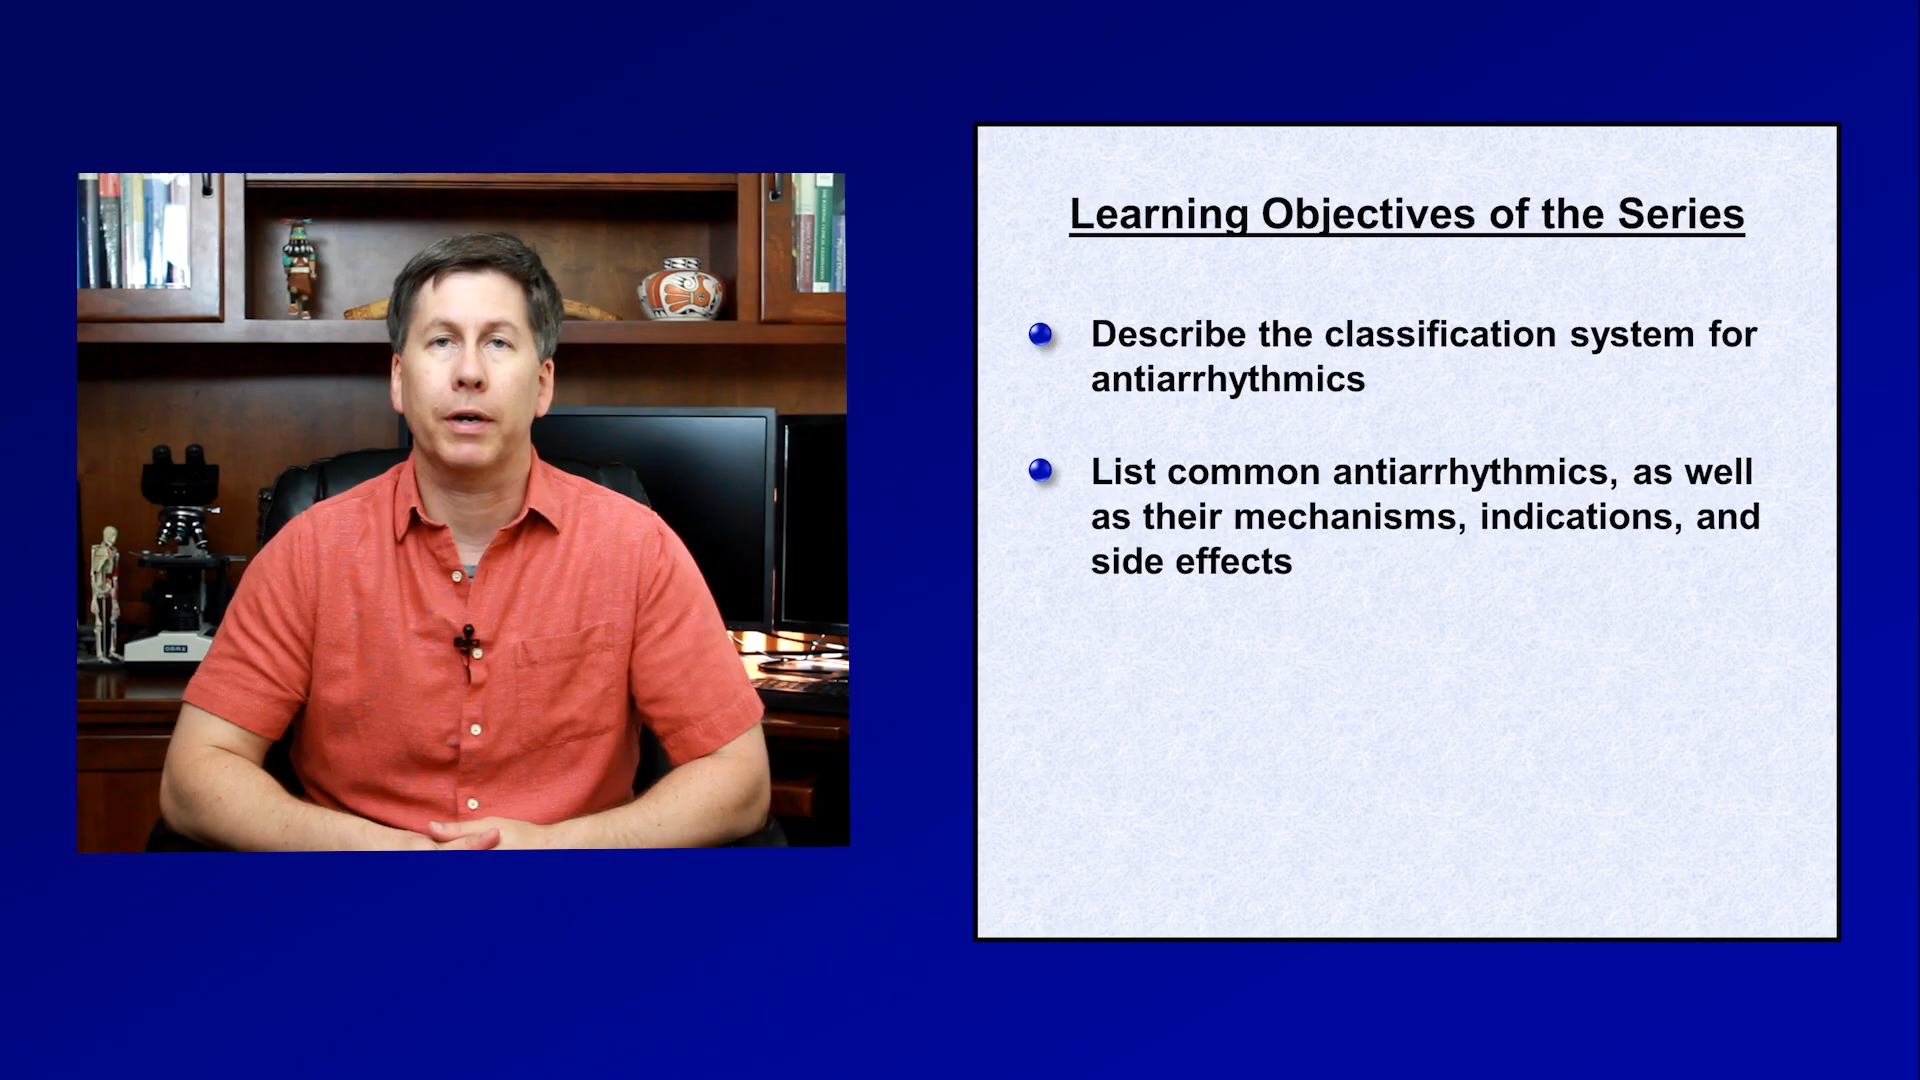 Learning Objectives of the Series
Describe the classification system for
antiarrhythmics
List common antiarrhythmics, as well
as their mechanisms, indications, and
side effects